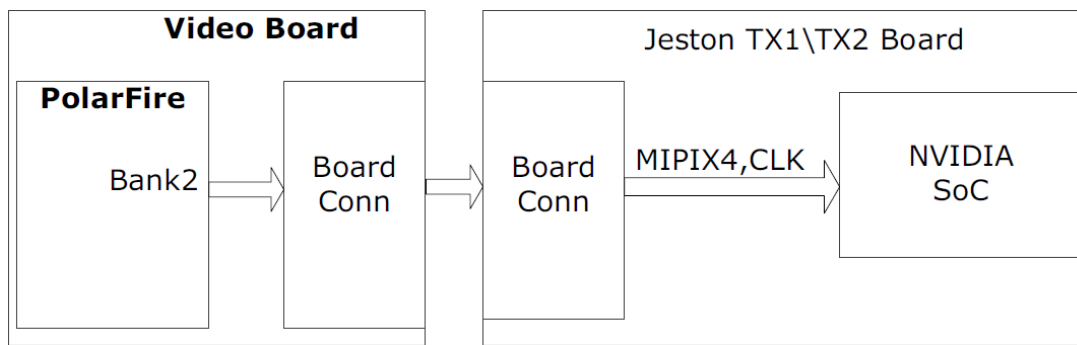 Video Board
Jeston TX1\TX2 Board
PolarFire
Bank2
Board
Conn
Board
Conn
MIPIX4,CLK
NVIDIA
SoC